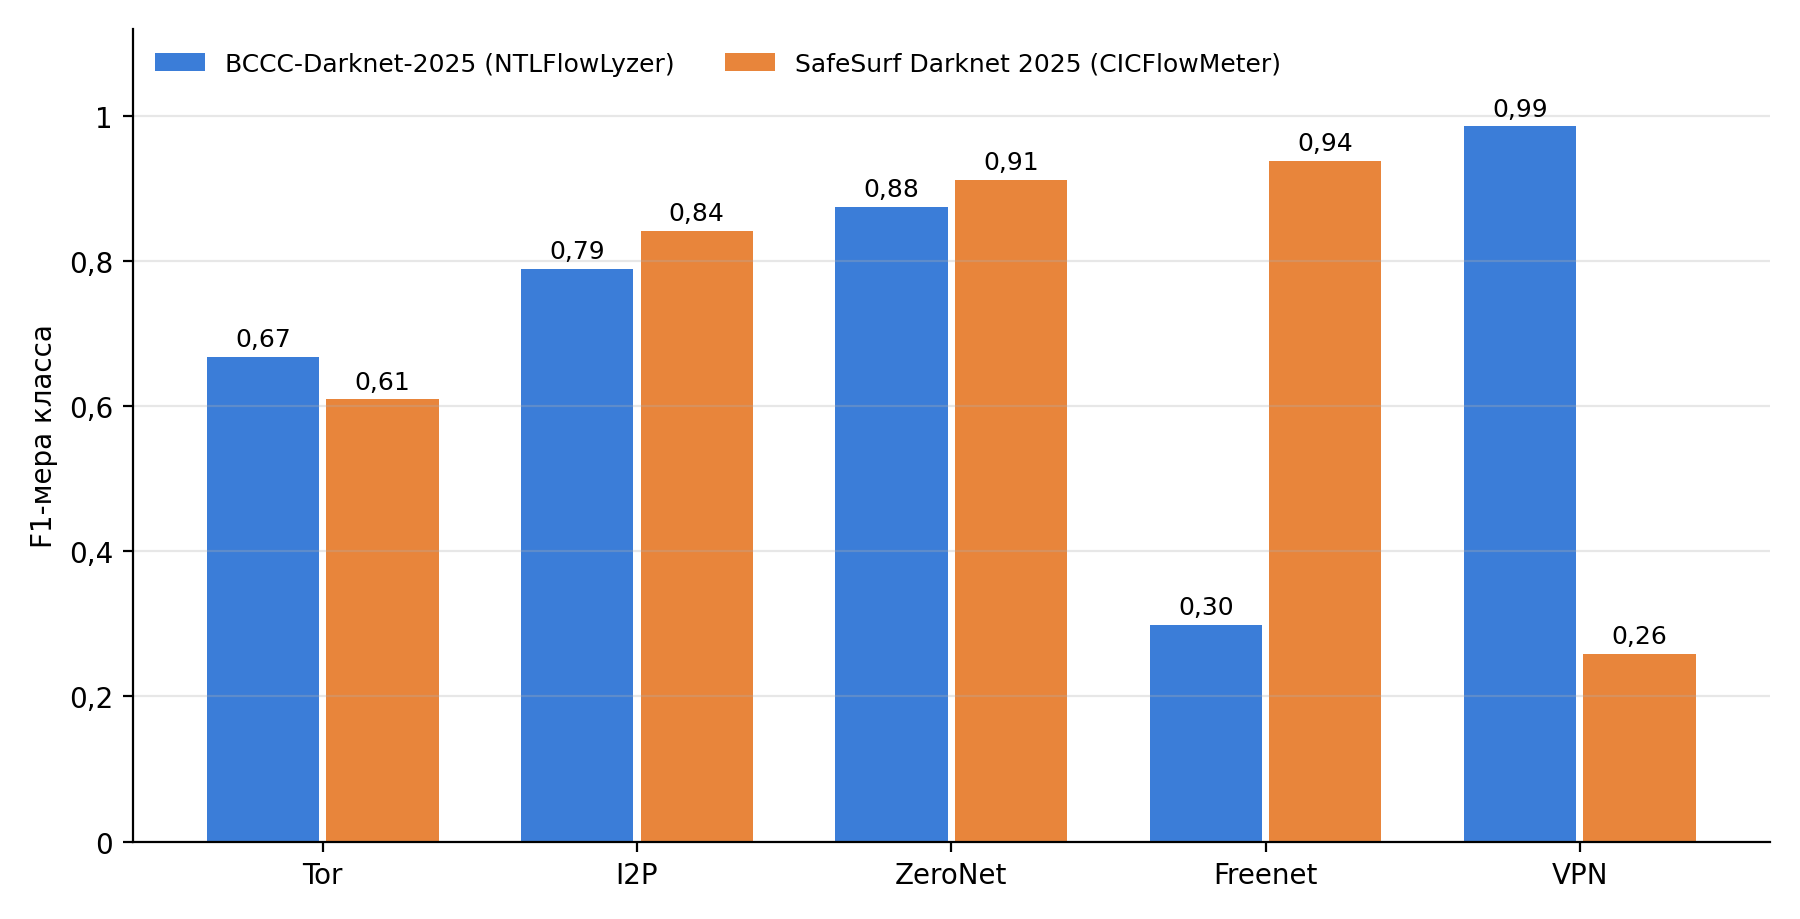 BCCC-Darknet-2025 (NTLFlowLyzer)
SafeSurf Darknet 2025 (CICFlowMeter)
F1-мера класса
1
0,8
0,6
0,4
0,2
0
0,67
0,61
0,79
0,84
0,88
0,91
0,30
0,94
0,99
0,26
Tor
I2P
ZeroNet
Freenet
VPN